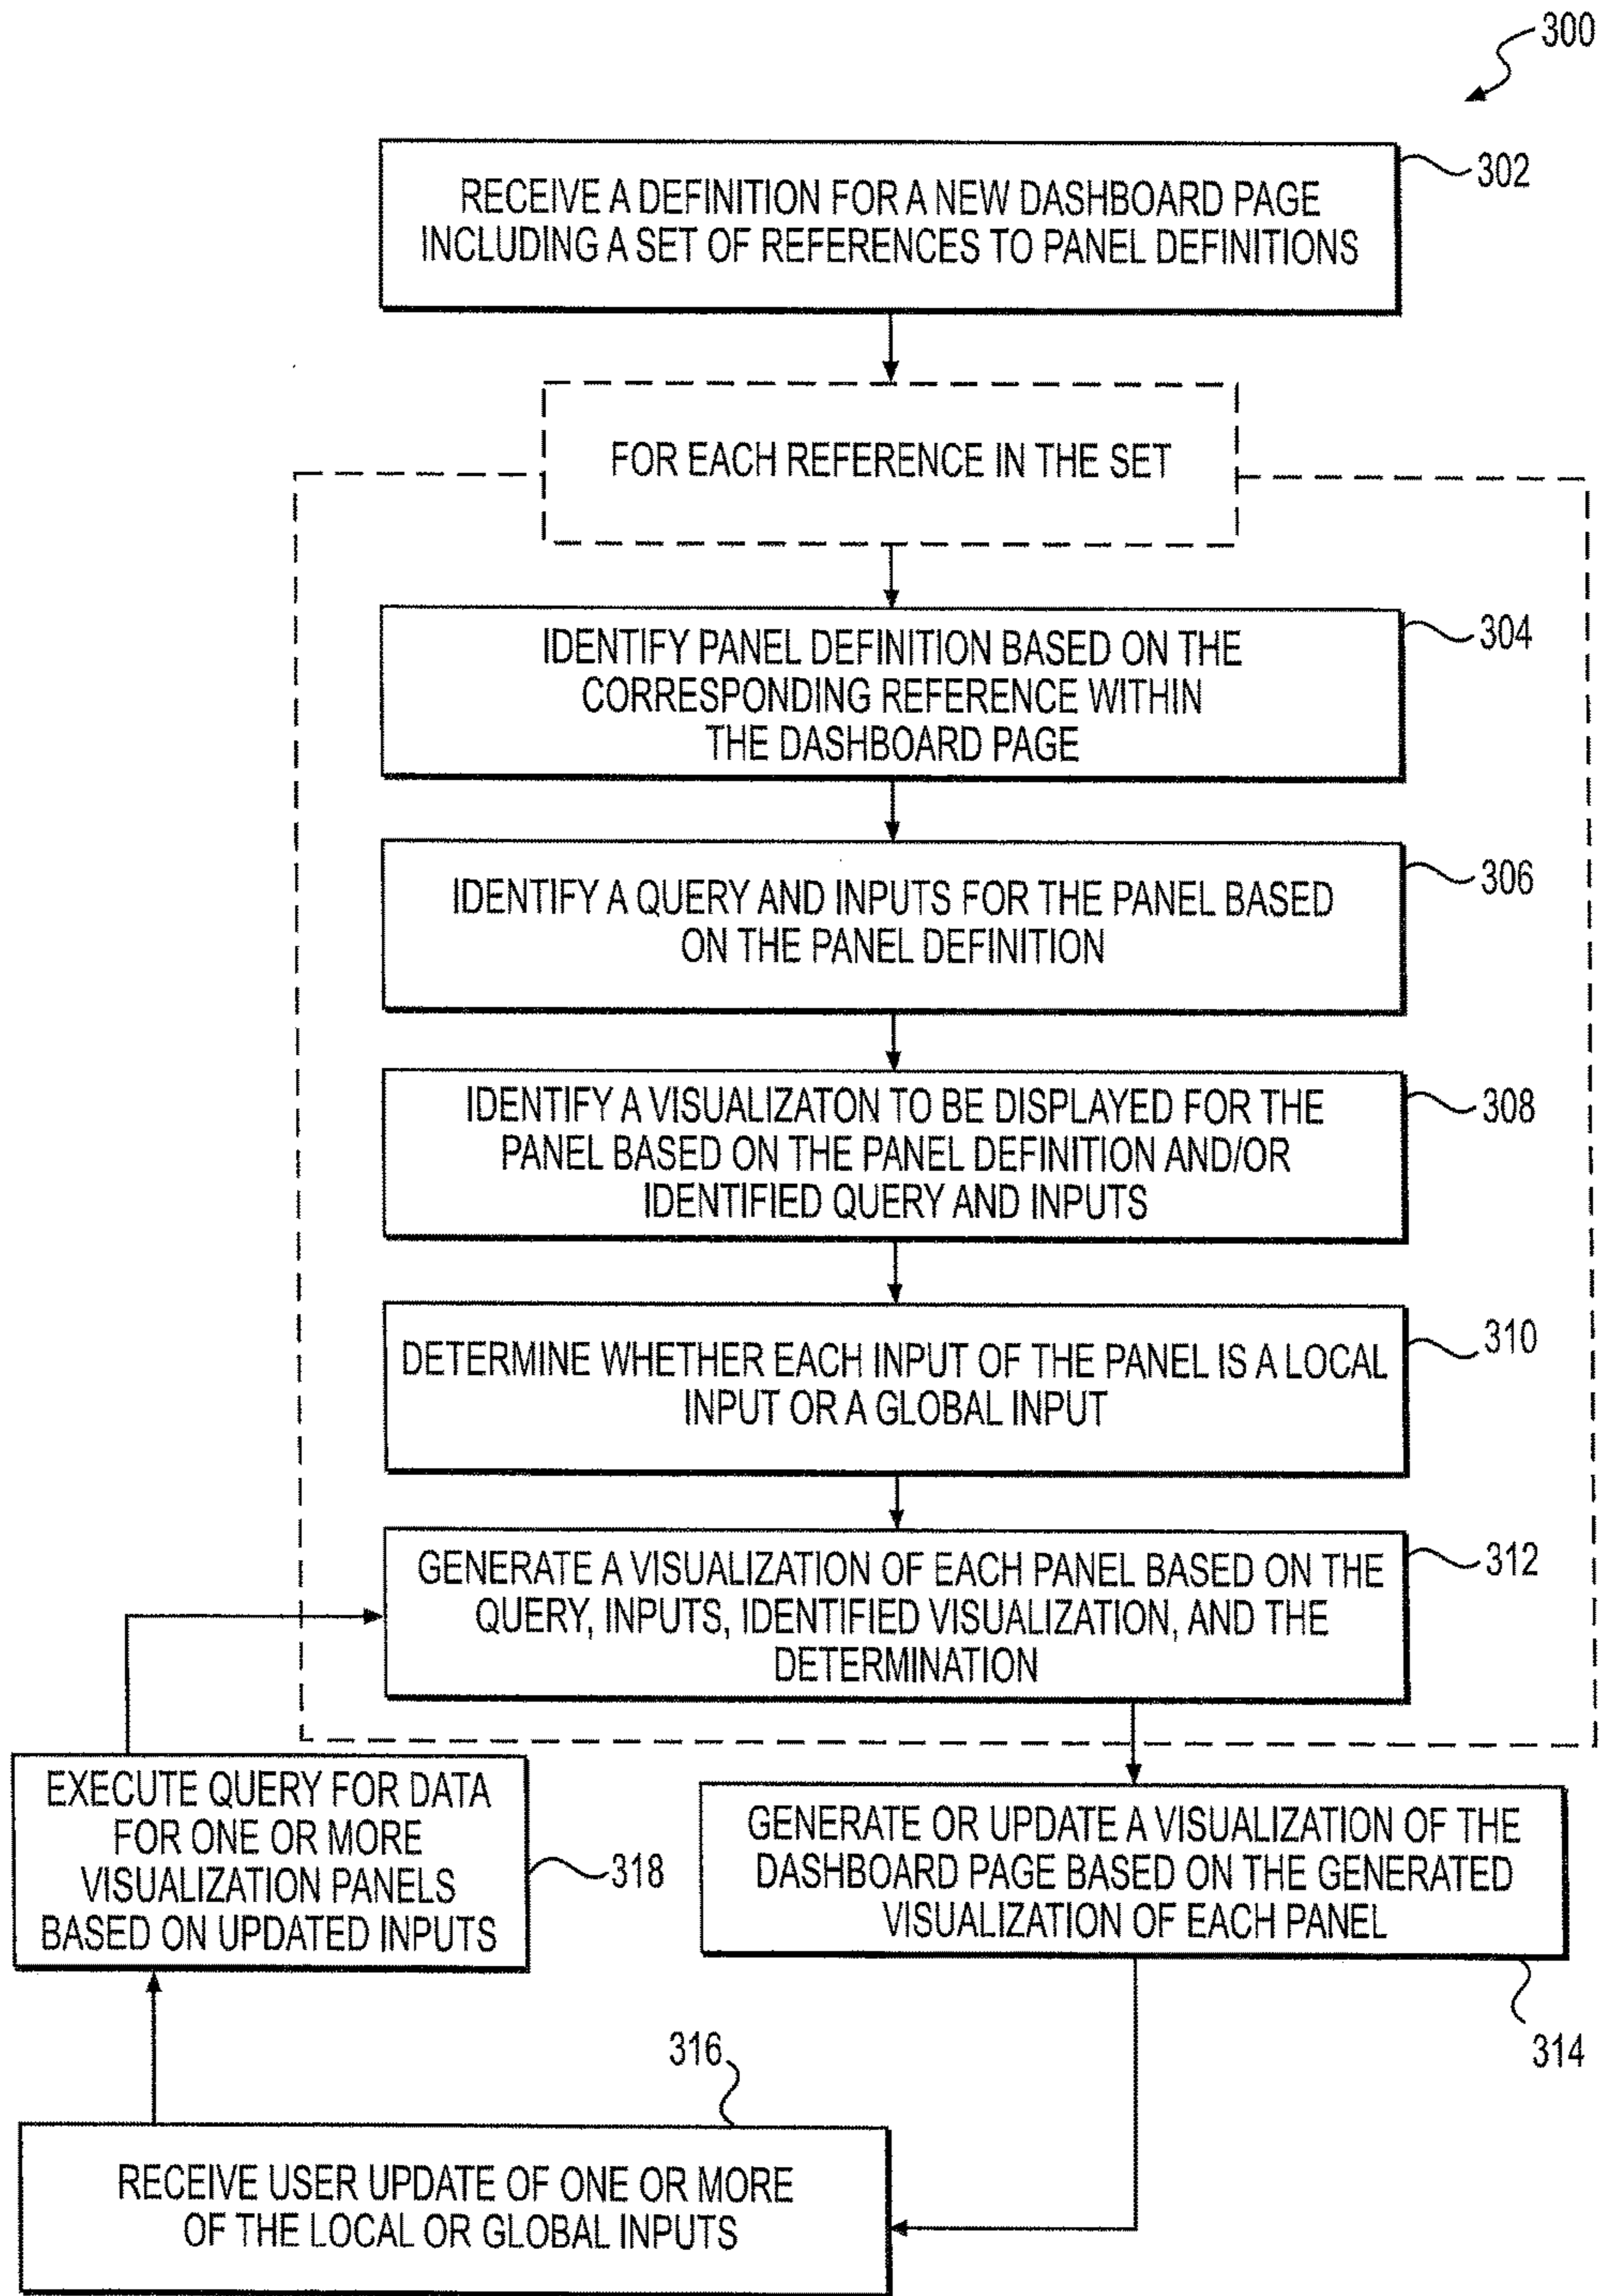 300
RECEIVE A DEFINITION FOR A NEW DASHBOARD PAGE
INCLUDING A SET OF REFERENCES TO PANEL DEFINITIONS
302
FOR EACH REFERENCE IN THE SET
IDENTIFY PANEL DEFINITION BASED ON THE
CORRESPONDING REFERENCE WITHIN
THE DASHBOARD PAGE
304
IDENTIFY A QUERY AND INPUTS FOR THE PANEL BASED
ON THE PANEL DEFINITION
306
IDENTIFY A VISUALIZATON TO BE DISPLAYED FOR THE
PANEL BASED ON THE PANEL DEFINITION AND/OR
IDENTIFIED QUERY AND INPUTS
308
DETERMINE WHETHER EACH INPUT OF THE PANEL IS A LOCAL
INPUT OR A GLOBAL INPUT
310
GENERATE A VISUALIZATION OF EACH PANEL BASED ON THE
QUERY, INPUTS, IDENTIFIED VISUALIZATION, AND THE
DETERMINATION
312
EXECUTE QUERY FOR DATA
FOR ONE OR MORE
VISUALIZATION PANELS
BASED ON UPDATED INPUTS
318
GENERATE OR UPDATE A VISUALIZATION OF THE
DASHBOARD PAGE BASED ON THE GENERATED
VISUALIZATION OF EACH PANEL
314
316
RECEIVE USER UPDATE OF ONE OR MORE
OF THE LOCAL OR GLOBAL INPUTS